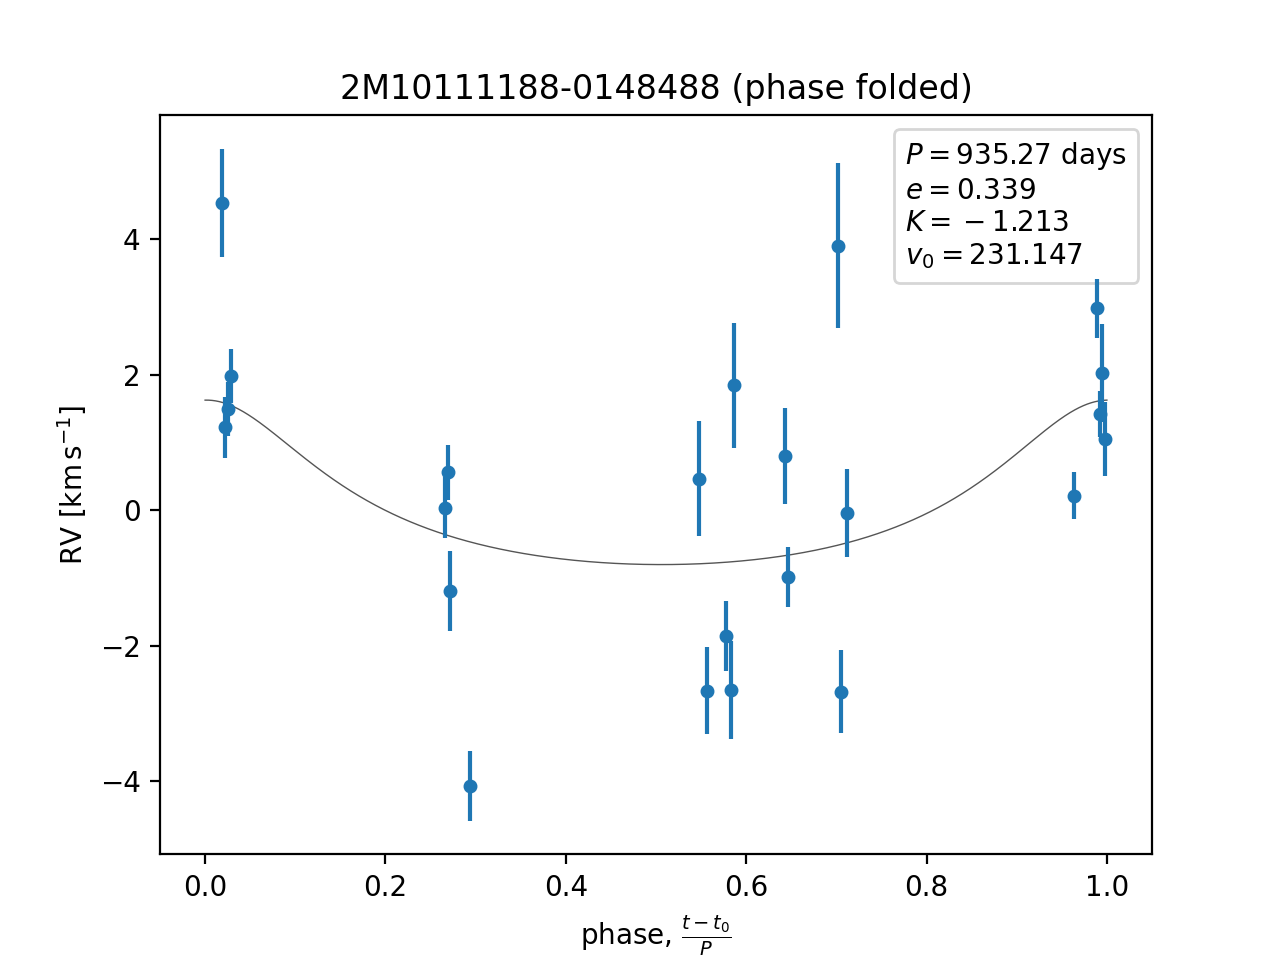 2M10111188-0148488 (phase folded)
P = 935.27 days
e = 0.339
K = −1.213
v₀ = 231.147
4
2
0
−2
−4
RV [km s⁻¹]
0.0 0.2 0.4 0.6 0.8 1.0
phase, (t − t₀)/P